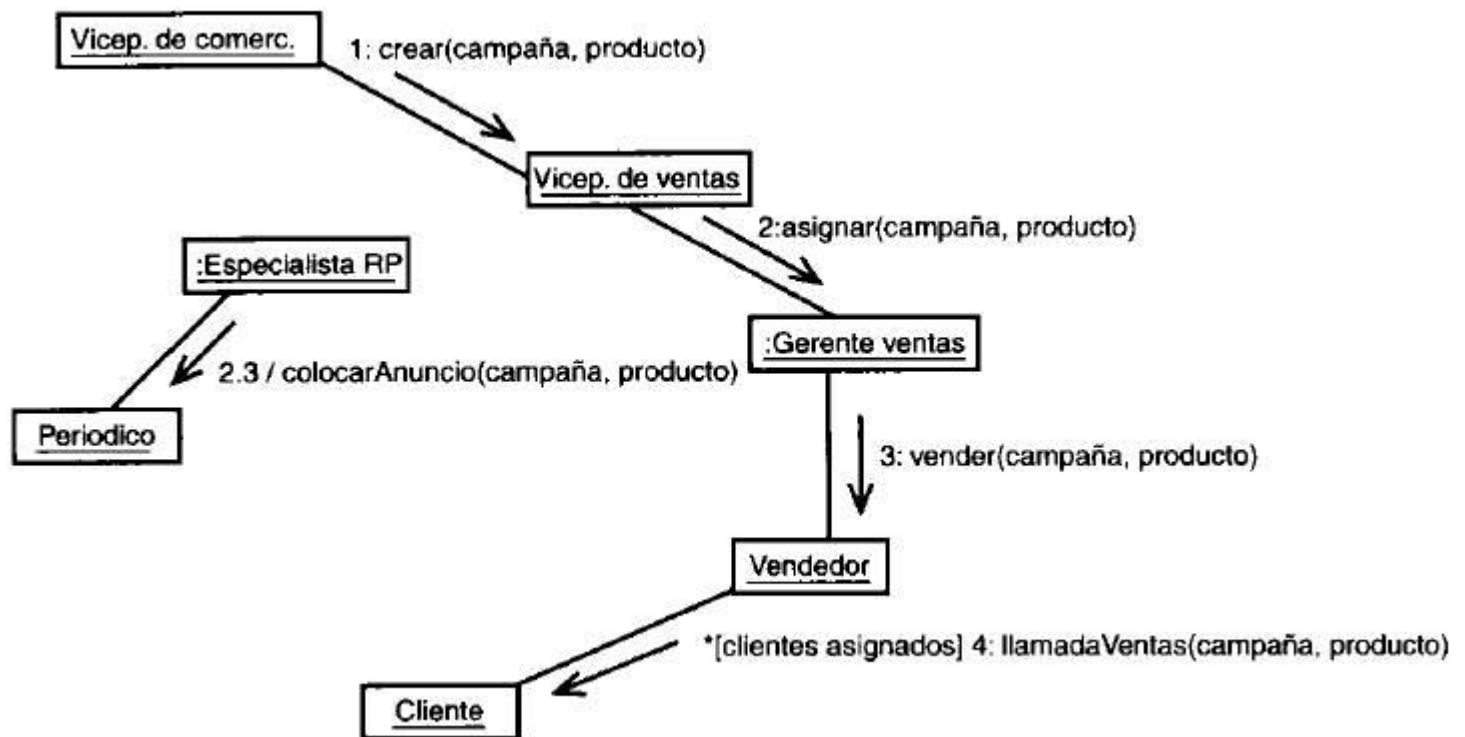 Vicep. de comerc.
1: crear(campaña, producto)
Vicep. de ventas
2:asignar(campaña, producto)
:Especialista RP
:Gerente ventas
2.3 / colocarAnuncio(campaña, producto)
Periodico
3: vender(campaña, producto)
Vendedor
*[clientes asignados] 4: llamadaVentas(campaña, producto)
Cliente